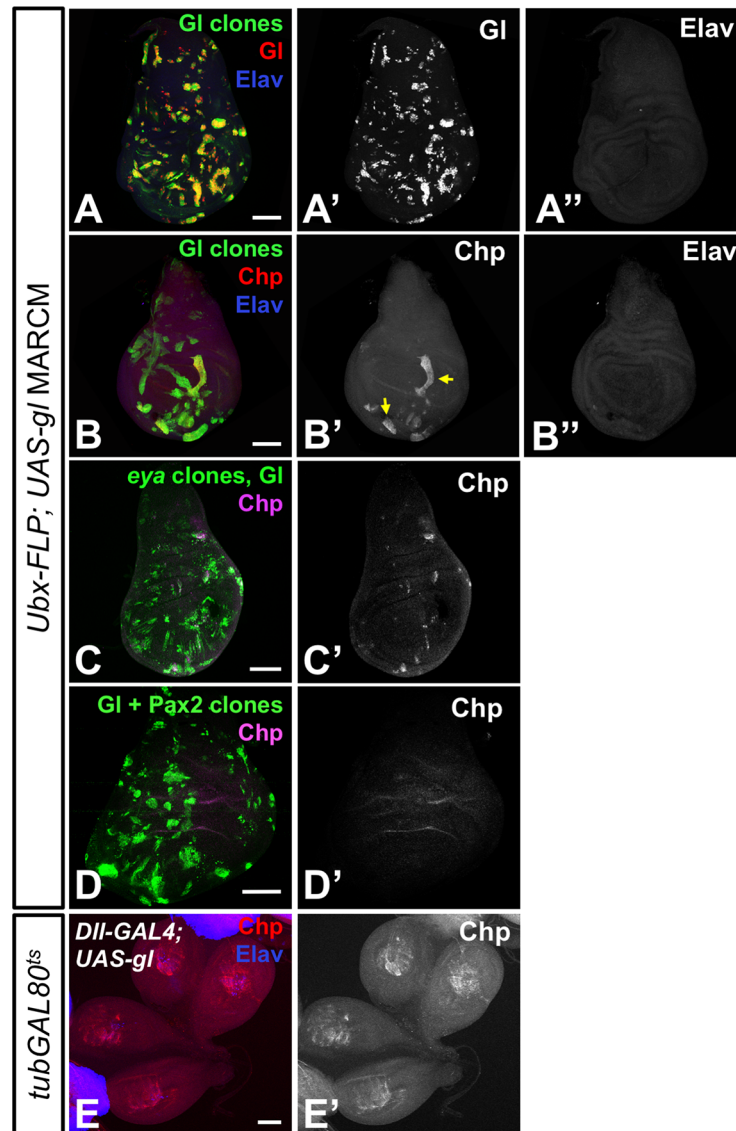 Ubx-FLP; UAS-gl MARCM
Gl clones
Gl
Elav
A
Gl
A'
Elav
A''
Gl clones
Chp
Elav
B
Chp
B'
Elav
B''
eya clones, Gl
Chp
C
Chp
C'
Gl + Pax2 clones
Chp
D
Chp
D'
tubGAL80ts
Dll-GAL4;
UAS-gl
Chp
Elav
E
Chp
E'